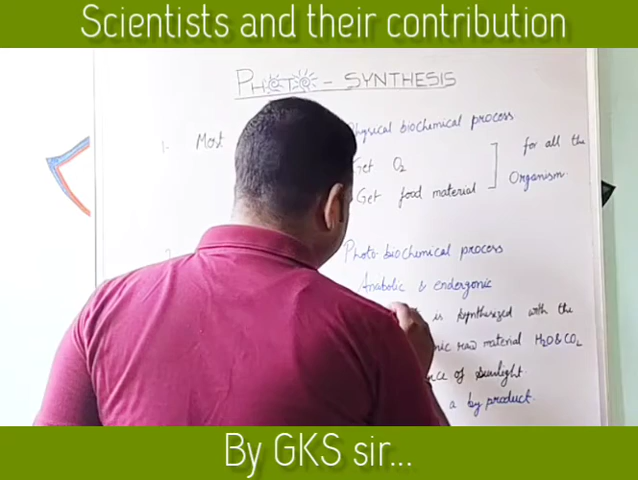 Scientists and their contribution
PHOTO - SYNTHESIS
1. Most Physical biochemical process
Get O2 for all the
Get food material Organism.
Photo-biochemical process
Anabolic & endergonic
is synthesized with the
raw material H2O & CO2
of sunlight
a by product.
By GKS sir...